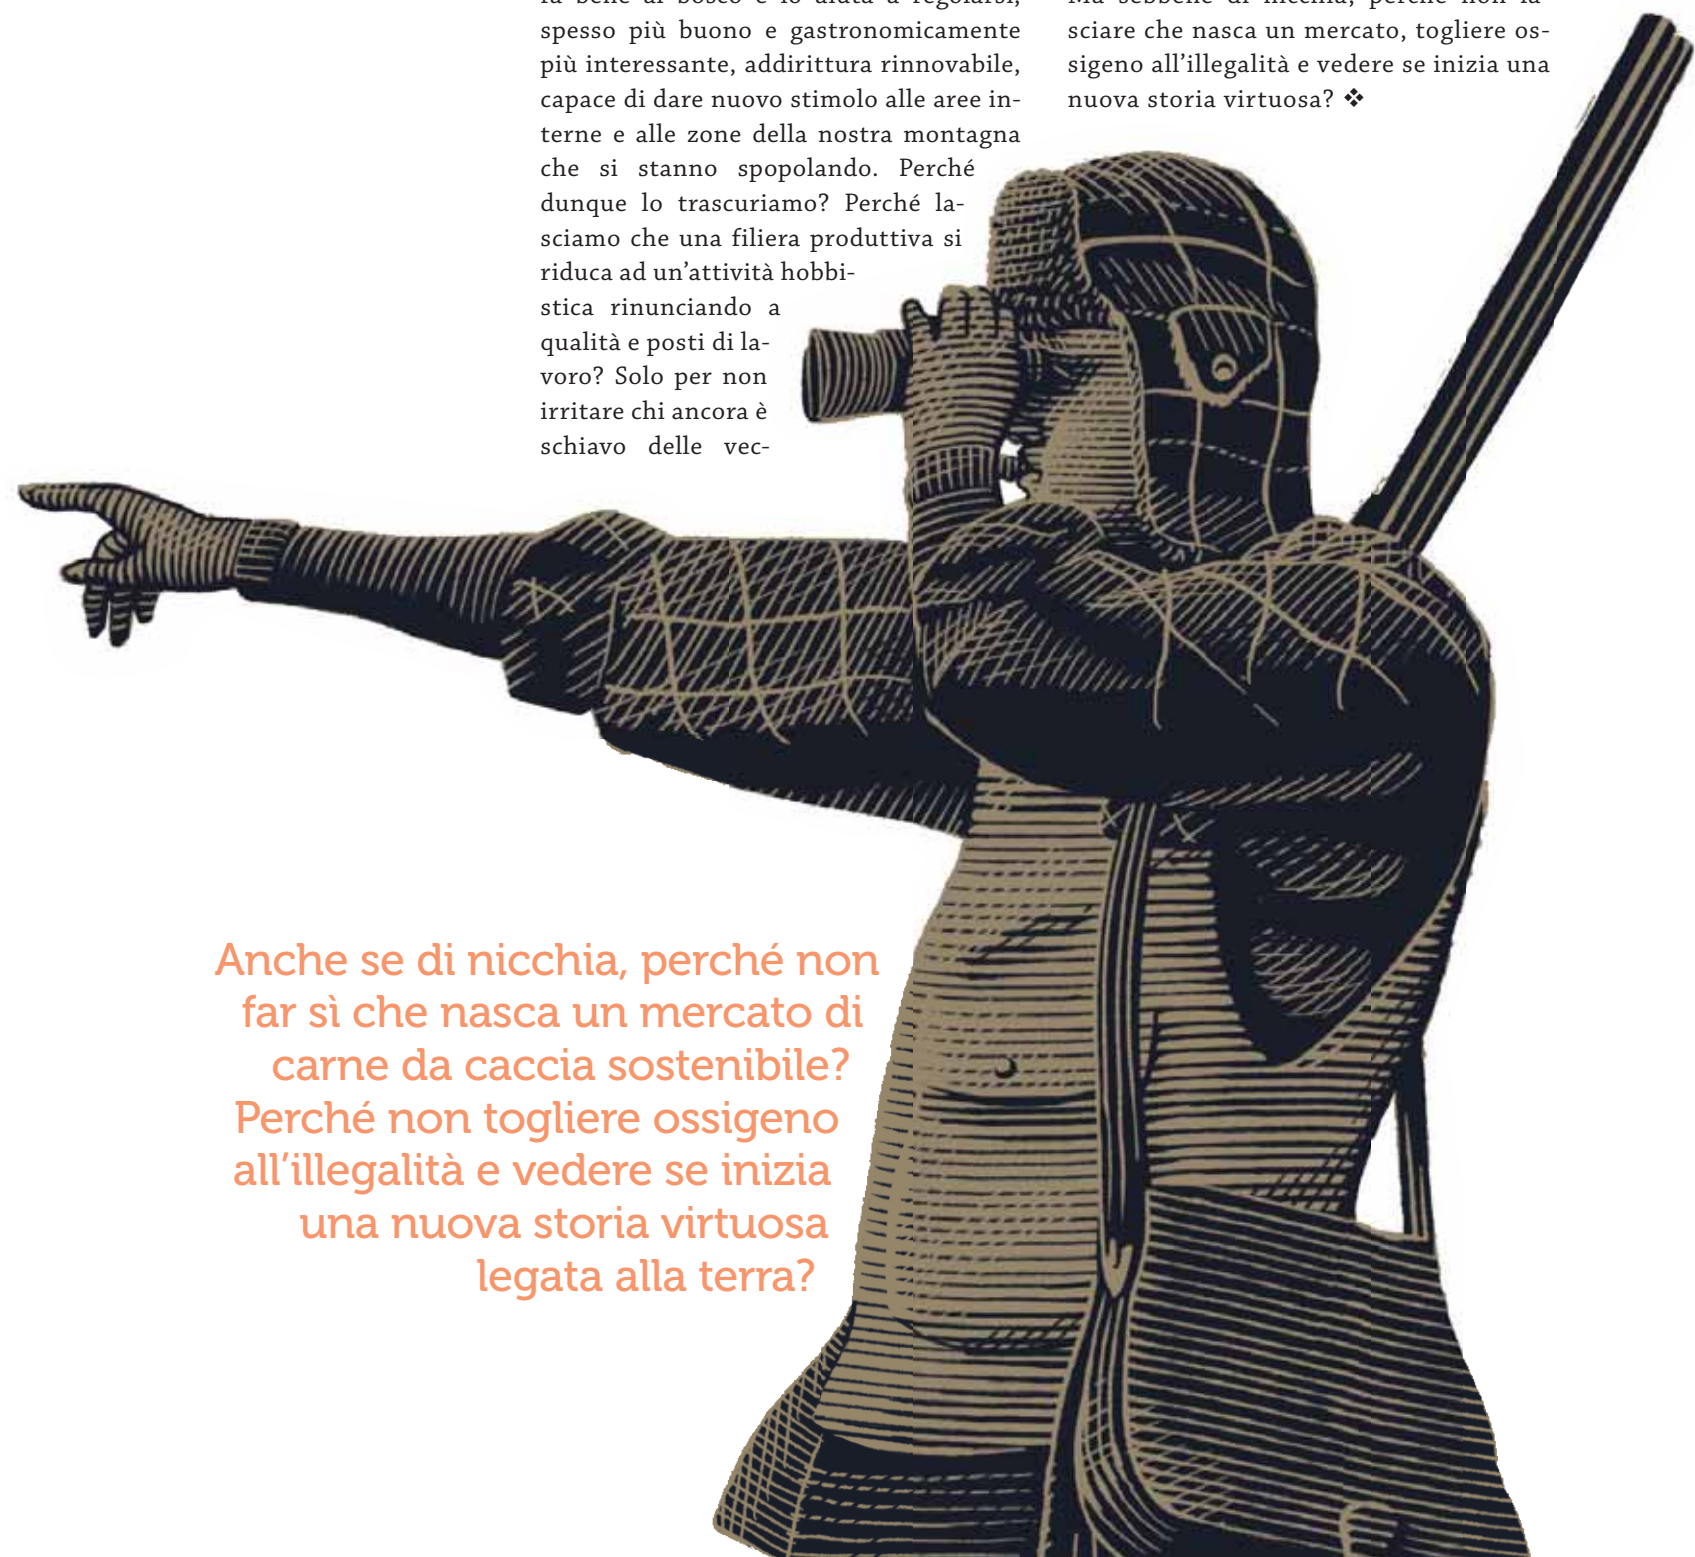 spesso più buono e gastronomicamente
più interessante, addirittura rinnovabile,
capace di dare nuovo stimolo alle aree in-
terne e alle zone della nostra montagna
che si stanno spopolando. Perché
dunque lo trascuriamo? Perché la-
sciamo che una filiera produttiva si
riduca ad un'attività hobbi-
stica rinunciando a
qualità e posti di la-
voro? Solo per non
irritare chi ancora è
schiavo delle vec-
sciare che nasca un mercato, togliere os-
sigeno all'illegalità e vedere se inizia una
nuova storia virtuosa? ❖
Anche se di nicchia, perché non
far sì che nasca un mercato di
carne da caccia sostenibile?
Perché non togliere ossigeno
all'illegalità e vedere se inizia
una nuova storia virtuosa
legata alla terra?